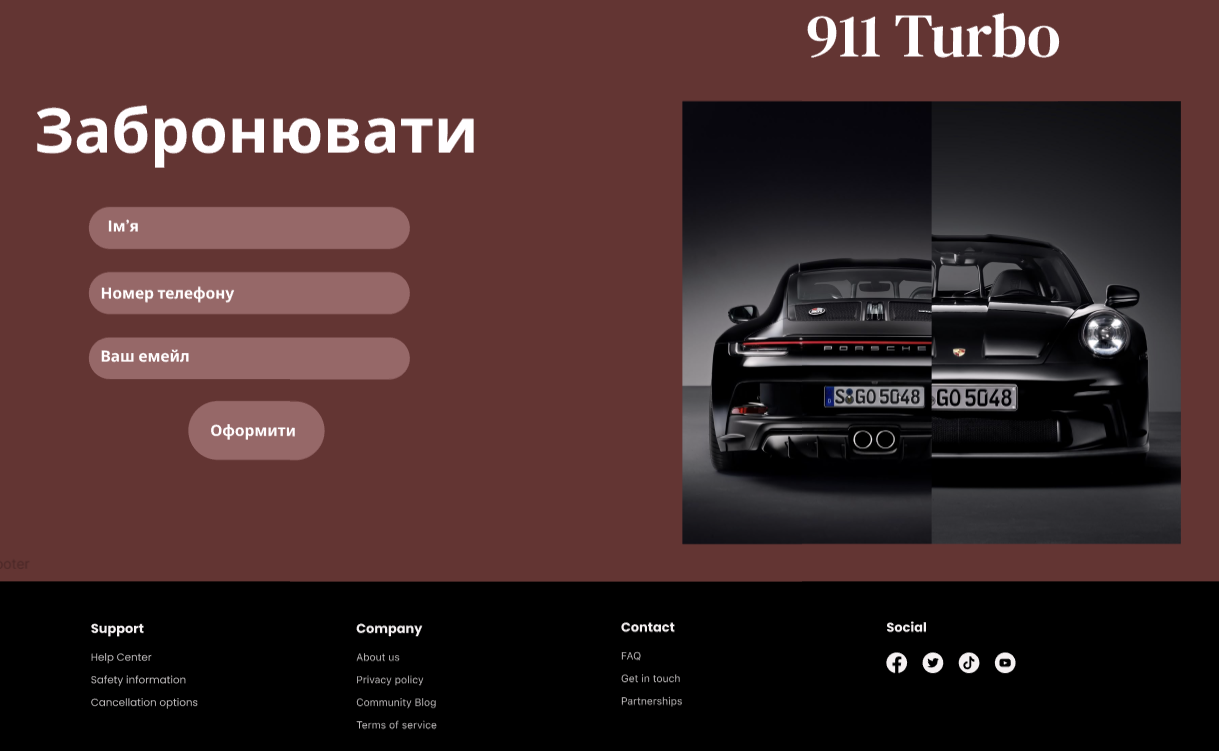 911 Turbo
Забронювати
Ім’я
Номер телефону
Ваш емейл
Оформити
PORSCHE
S GO 5048
GO 5048
Support
Help Center
Safety information
Cancellation options
Company
About us
Privacy policy
Community Blog
Terms of service
Contact
FAQ
Get in touch
Partnerships
Social